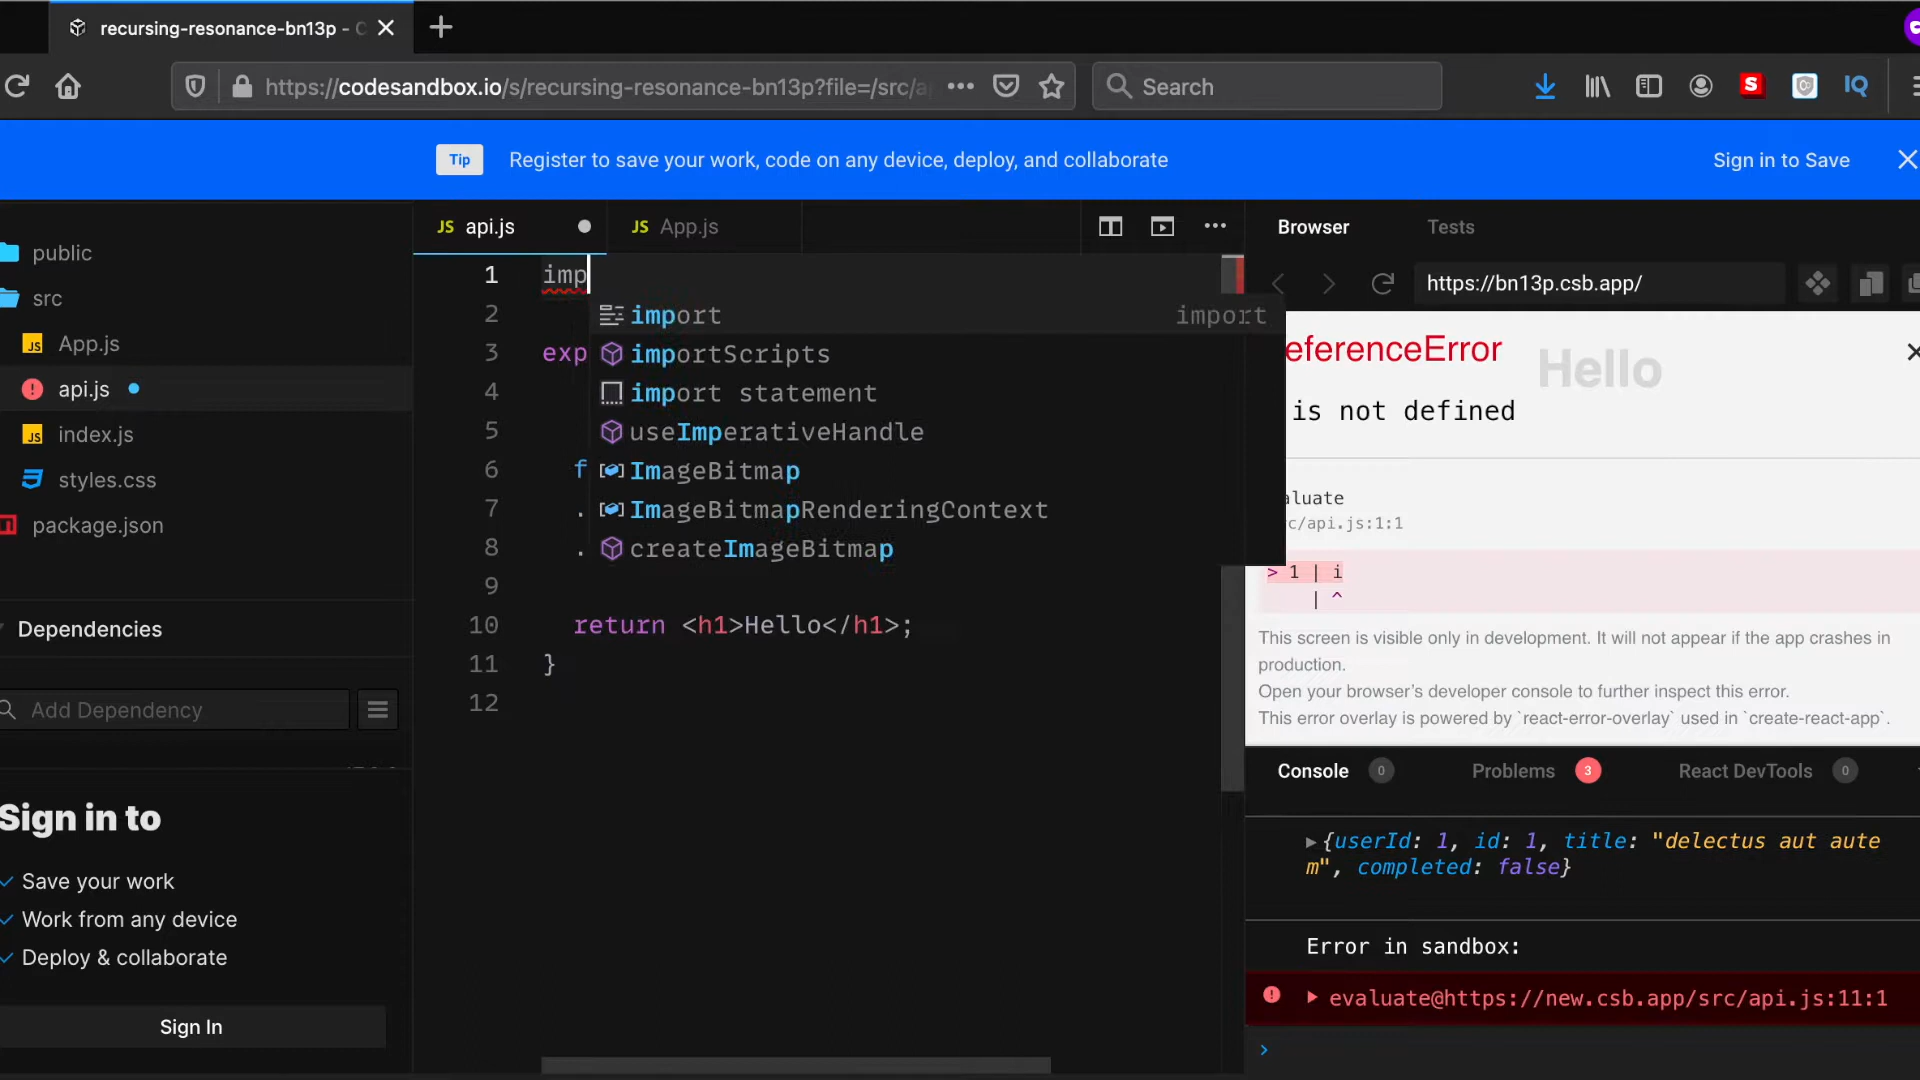 recursing-resonance-bn13p - C
https://codesandbox.io/s/recursing-resonance-bn13p?file=/src/a
Search
S
IQ
Tip
Register to save your work, code on any device, deploy, and collaborate
Sign in to Save
public
src
JS App.js
api.js
JS index.js
styles.css
package.json
Dependencies
Add Dependency
Sign in to
Save your work
Work from any device
Deploy & collaborate
Sign In
JS api.js
JS App.js
1 imp
2
3 exp
4
5
6 f
7 .
8 .
9
10 return <h1>Hello</h1>;
11 }
12
import import
importScripts
import statement
useImperativeHandle
ImageBitmap
ImageBitmapRenderingContext
createImageBitmap
Browser
Tests
https://bn13p.csb.app/
Hello
eferenceError
is not defined
aluate
c/api.js:1:1
> 1 | i
| ^
This screen is visible only in development. It will not appear if the app crashes in
production.
Open your browser's developer console to further inspect this error.
This error overlay is powered by `react-error-overlay` used in `create-react-app`.
Console 0
Problems 3
React DevTools 0
{userId: 1, id: 1, title: "delectus aut aute
m", completed: false}
Error in sandbox:
evaluate@https://new.csb.app/src/api.js:11:1